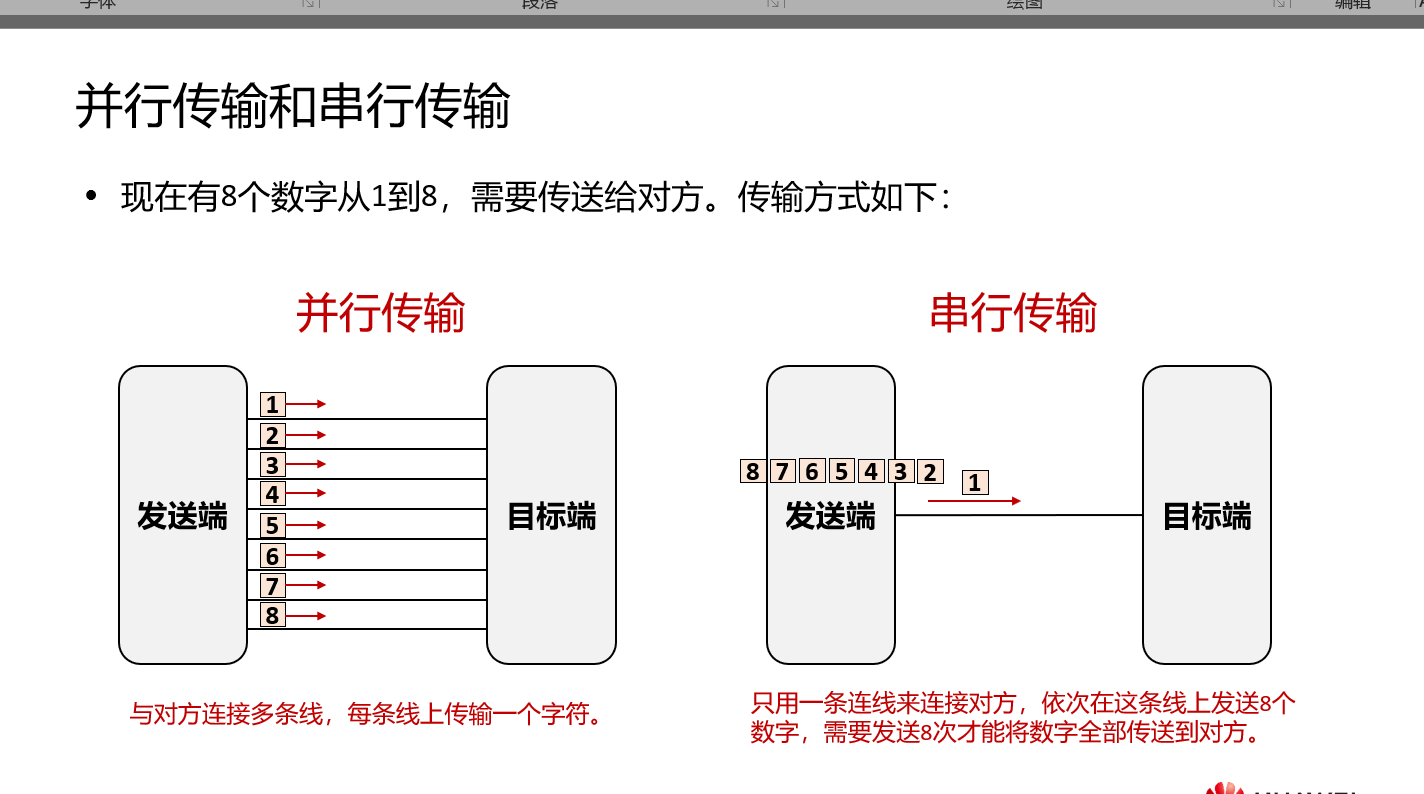 字体 段落 绘图 编辑
并行传输和串行传输
• 现在有8个数字从1到8，需要传送给对方。传输方式如下：
并行传输
发送端
1
2
3
4
5
6
7
8
目标端
与对方连接多条线，每条线上传输一个字符。
串行传输
8 7 6 5 4 3 2 1
发送端
目标端
只用一条连线来连接对方，依次在这条线上发送8个
数字，需要发送8次才能将数字全部传送到对方。
HUAWEI